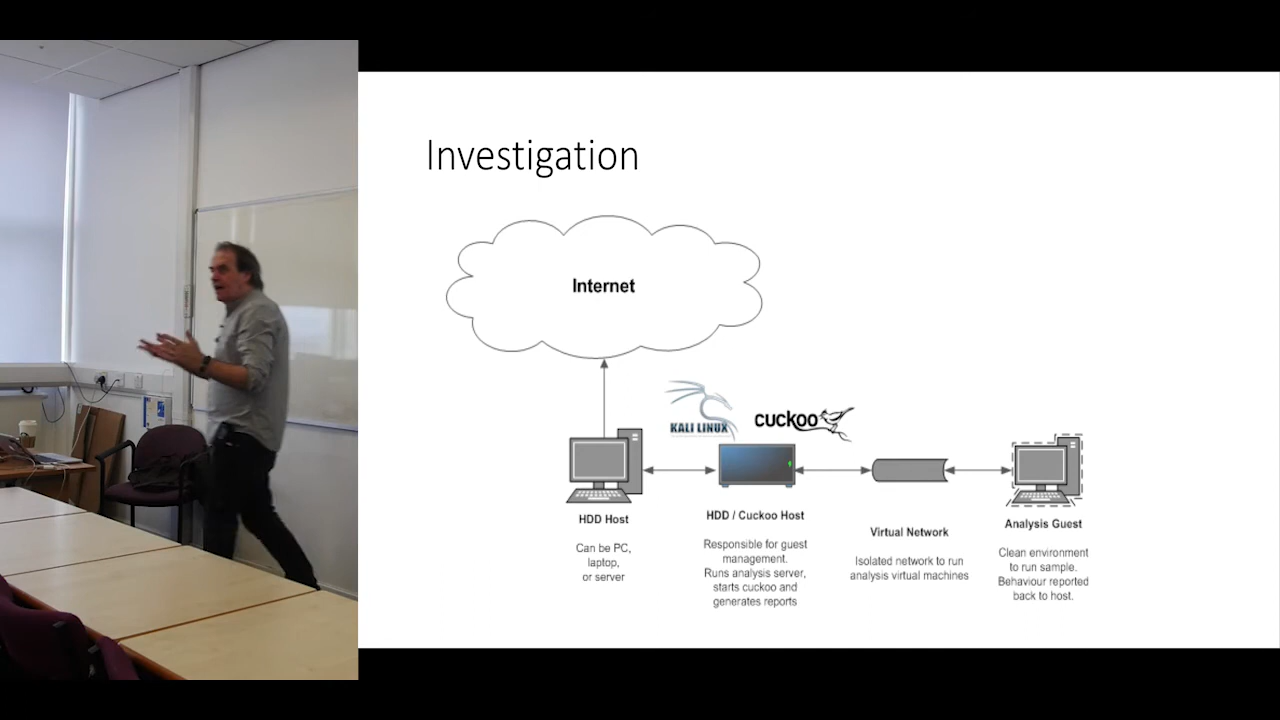 Investigation
Internet
KALI LINUX
cuckoo
HDD Host
Can be PC,
laptop,
or server
HDD / Cuckoo Host
Responsible for guest
management.
Runs analysis server,
starts cuckoo and
generates reports
Virtual Network
Isolated network to run
analysis virtual machines
Analysis Guest
Clean environment
to run sample.
Behaviour reported
back to host.